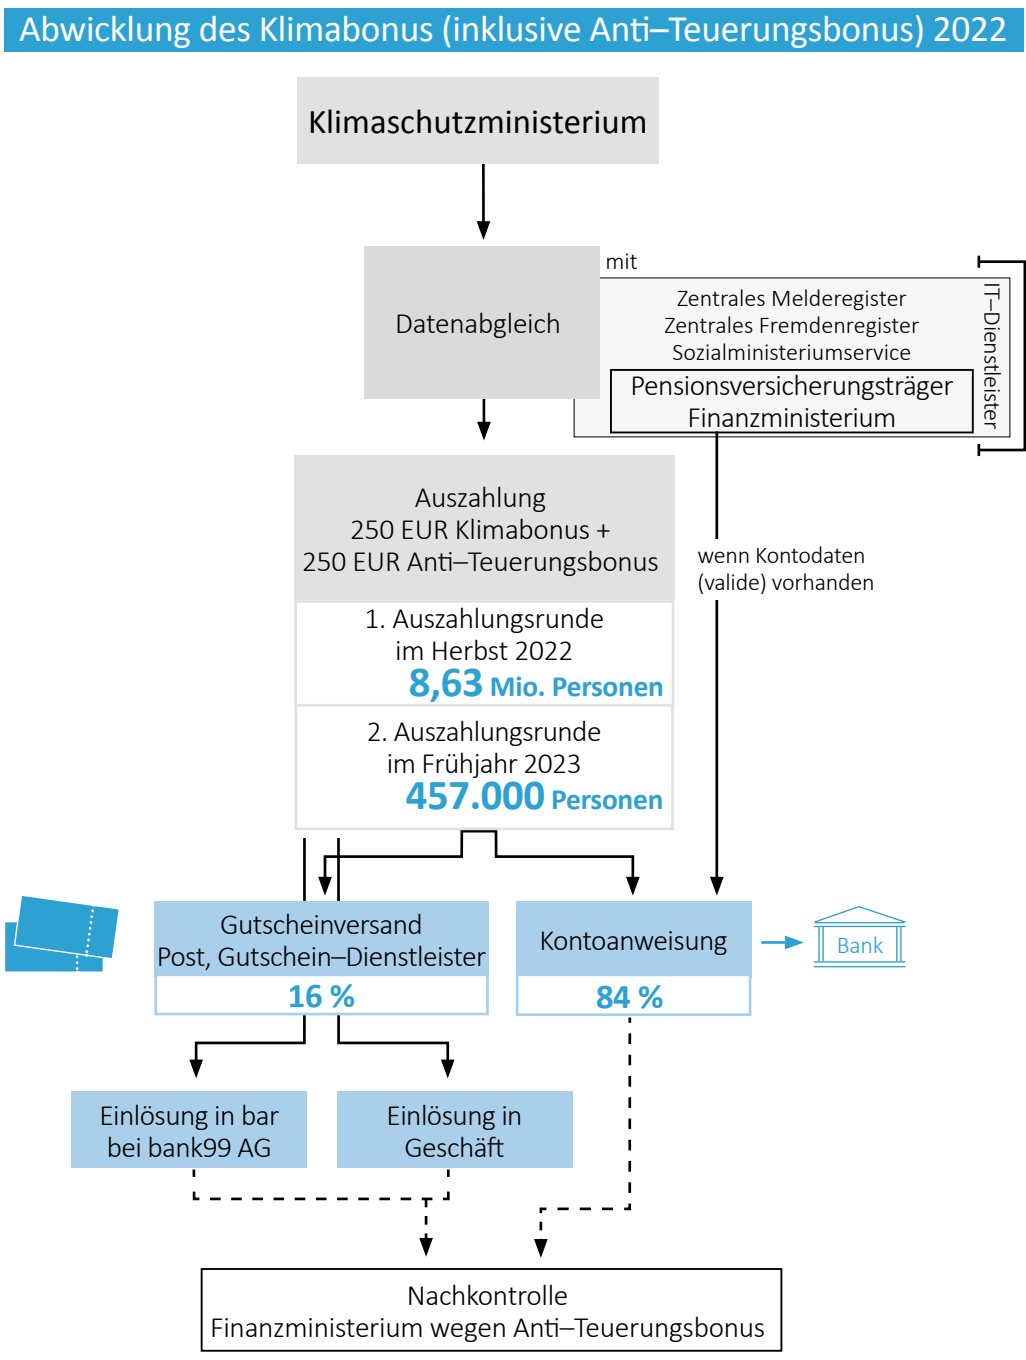 Abwicklung des Klimabonus (inklusive Anti–Teuerungsbonus) 2022
Klimaschutzministerium
Datenabgleich
mit
Zentrales Melderegister
Zentrales Fremdenregister
Sozialministeriumservice
Pensionsversicherungsträger
Finanzministerium
IT–Dienstleister
Auszahlung
250 EUR Klimabonus +
250 EUR Anti–Teuerungsbonus
wenn Kontodaten
(valide) vorhanden
1. Auszahlungsrunde
im Herbst 2022
8,63 Mio. Personen
2. Auszahlungsrunde
im Frühjahr 2023
457.000 Personen
Gutscheinversand
Post, Gutschein–Dienstleister
16 %
Kontoanweisung
84 %
Bank
Einlösung in bar
bei bank99 AG
Einlösung in
Geschäft
Nachkontrolle
Finanzministerium wegen Anti–Teuerungsbonus